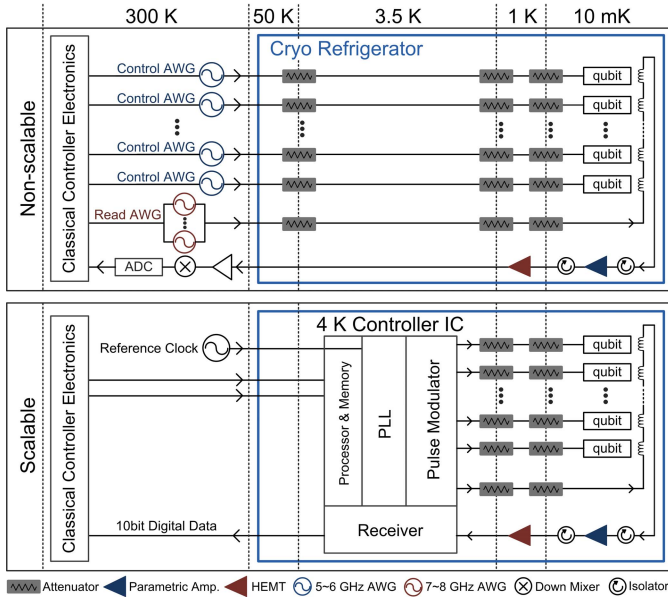 300 K 50 K 3.5 K 1 K 10 mK
Non-scalable
Classical Controller Electronics
Cryo Refrigerator
Control AWG qubit
Control AWG qubit
Control AWG qubit
Control AWG qubit
Read AWG
ADC
Scalable
Classical Controller Electronics
4 K Controller IC
Reference Clock
Processor & Memory
PLL
Pulse Modulator
qubit
qubit
qubit
qubit
10bit Digital Data
Receiver
Attenuator Parametric Amp. HEMT 5~6 GHz AWG 7~8 GHz AWG Down Mixer Isolator